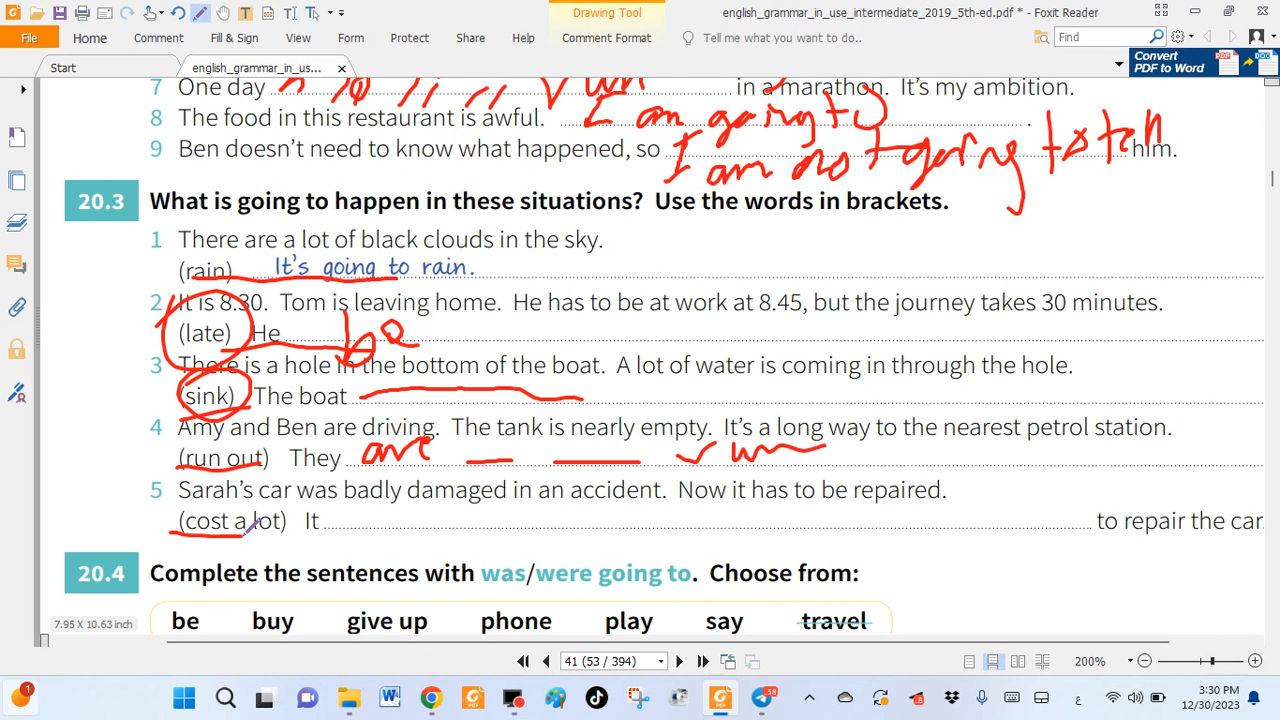 Drawing Tool
english_grammar_in_use_intermediate_2019_5th-ed.pdf * - Foxit Reader
File Home Comment Fill & Sign View Form Protect Share Help Comment Format Tell me what you want to do.. Find
Start english_grammar_in_us... Convert PDF to Word
7 One day run in a marathon. It's my ambition.
8 The food in this restaurant is awful. I am going to .
9 Ben doesn't need to know what happened, so I am not going to tell him.
20.3 What is going to happen in these situations? Use the words in brackets.
1 There are a lot of black clouds in the sky.
(rain) It's going to rain.
2 It is 8.30. Tom is leaving home. He has to be at work at 8.45, but the journey takes 30 minutes.
(late) He be
3 There is a hole in the bottom of the boat. A lot of water is coming in through the hole.
(sink) The boat
4 Amy and Ben are driving. The tank is nearly empty. It's a long way to the nearest petrol station.
(run out) They are
5 Sarah's car was badly damaged in an accident. Now it has to be repaired.
(cost a lot) It to repair the car.
20.4 Complete the sentences with was/were going to. Choose from:
be buy give up phone play say travel
7.95 X 10.63 inch
41 (53 / 394) 200%
1 58 ع 3:30 PM
12/30/2023